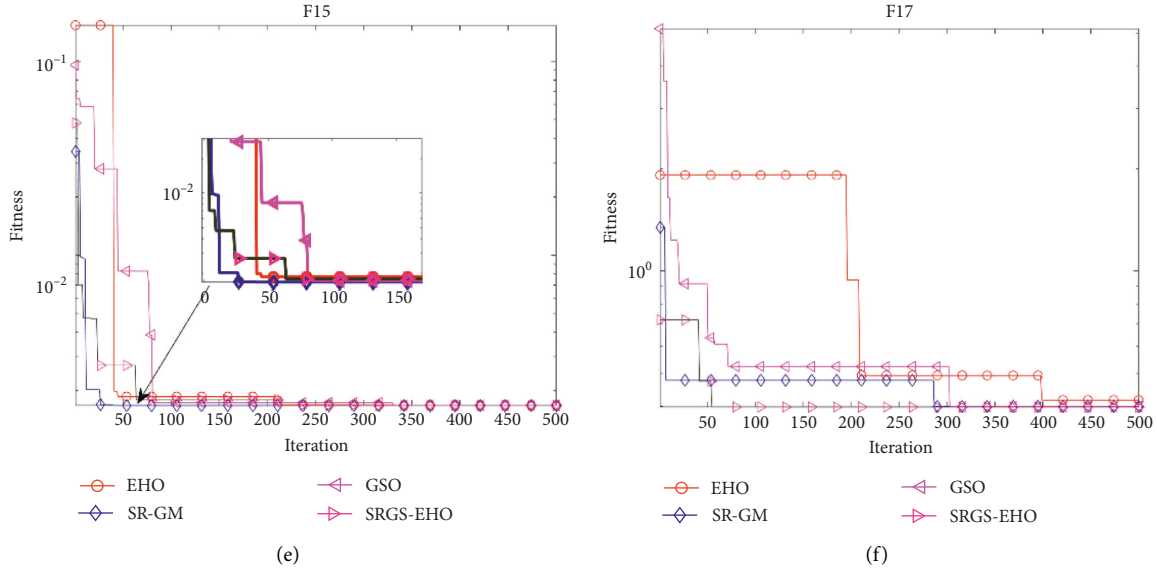 F15
10⁻¹
10⁻²
Fitness
10⁻²
0 50 100 150
0 50 100 150 200 250 300 350 400 450 500
Iteration
EHO
SR-GM
GSO
SRGS-EHO
(e)
F17
10⁰
Fitness
50 100 150 200 250 300 350 400 450 500
Iteration
EHO
SR-GM
GSO
SRGS-EHO
(f)